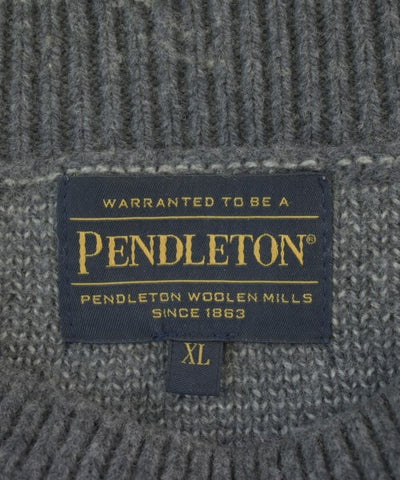 WARRANTED TO BE A
PENDLETON®
PENDLETON WOOLEN MILLS
SINCE 1863
XL